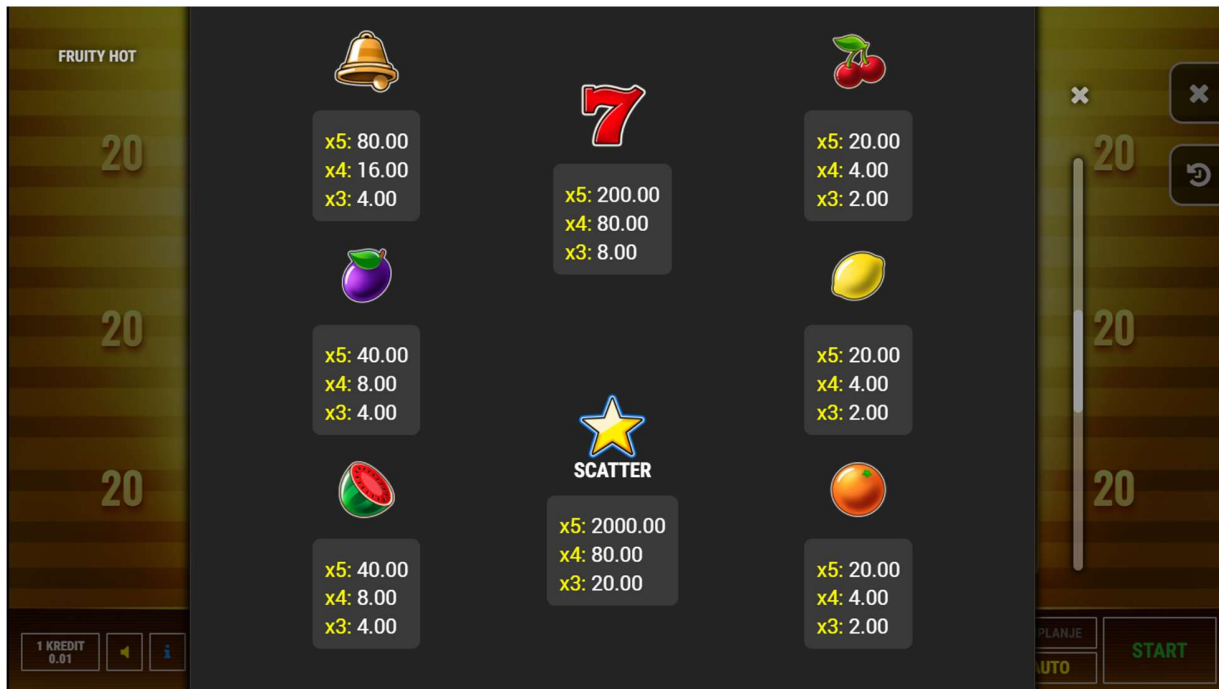 FRUITY HOT
20
20
20
1 KREDIT
0.01
i
x5: 80.00
x4: 16.00
x3: 4.00
x5: 40.00
x4: 8.00
x3: 4.00
x5: 40.00
x4: 8.00
x3: 4.00
7
x5: 200.00
x4: 80.00
x3: 8.00
SCATTER
x5: 2000.00
x4: 80.00
x3: 20.00
x5: 20.00
x4: 4.00
x3: 2.00
x5: 20.00
x4: 4.00
x3: 2.00
x5: 20.00
x4: 4.00
x3: 2.00
20
20
20
PLANJE
AUTO
START